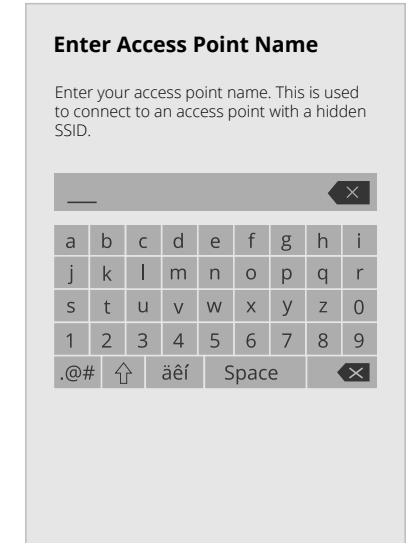 Enter Access Point Name
Enter your access point name. This is used
to connect to an access point with a hidden
SSID.
a b c d e f g h i
j k l m n o p q r
s t u v w x y z 0
1 2 3 4 5 6 7 8 9
.@# äêí Space